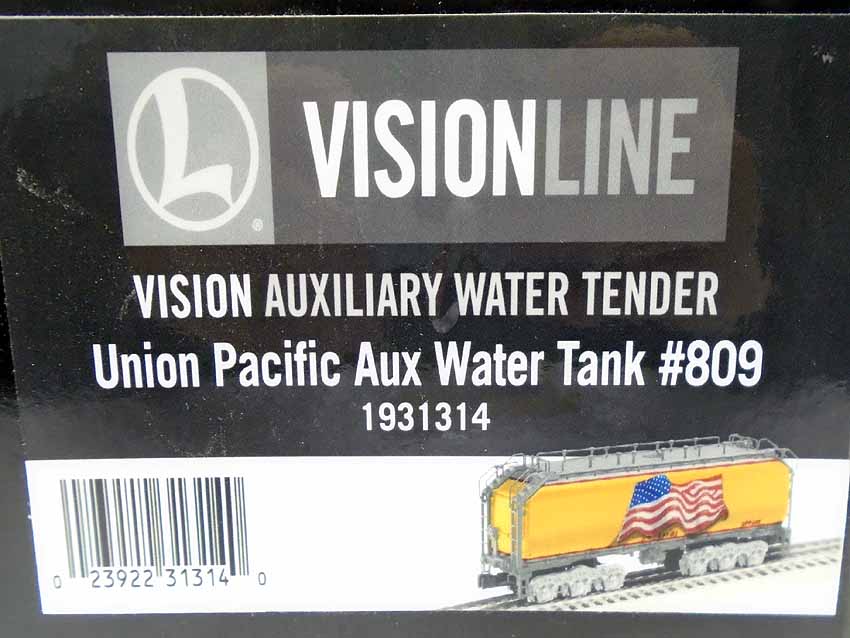 L
®
VISIONLINE
VISION AUXILIARY WATER TENDER
Union Pacific Aux Water Tank #809
1931314
0 23922 31314 0